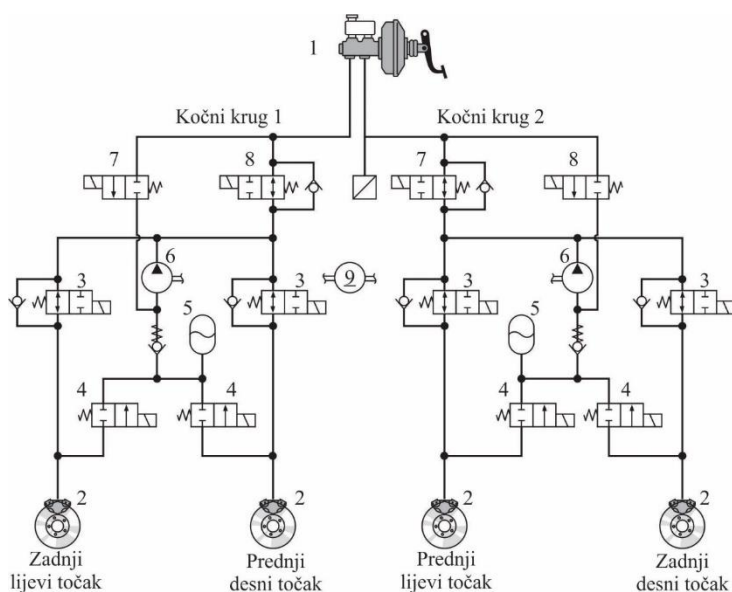 1
Kočni krug 1
Kočni krug 2
7
8
7
8
6
9
6
3
5
3
3
5
3
4
4
4
4
2
2
2
2
Zadnji
lijevi točak
Prednji
desni točak
Prednji
lijevi točak
Zadnji
desni točak